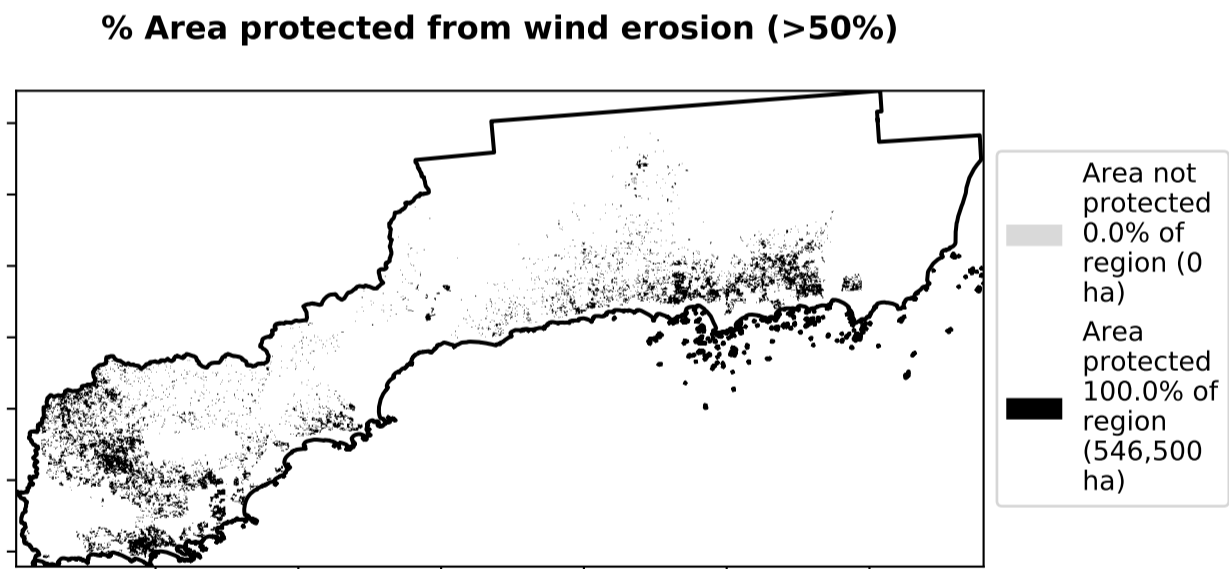 % Area protected from wind erosion (>50%)
Area not
protected
0.0% of
region (0
ha)
Area
protected
100.0% of
region
(546,500
ha)